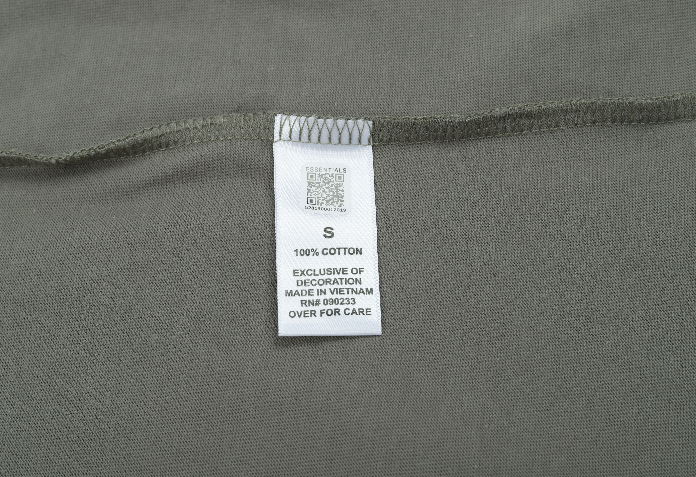 ESSENTIALS
S
100% COTTON
EXCLUSIVE OF
DECORATION
MADE IN VIETNAM
RN# 090233
OVER FOR CARE